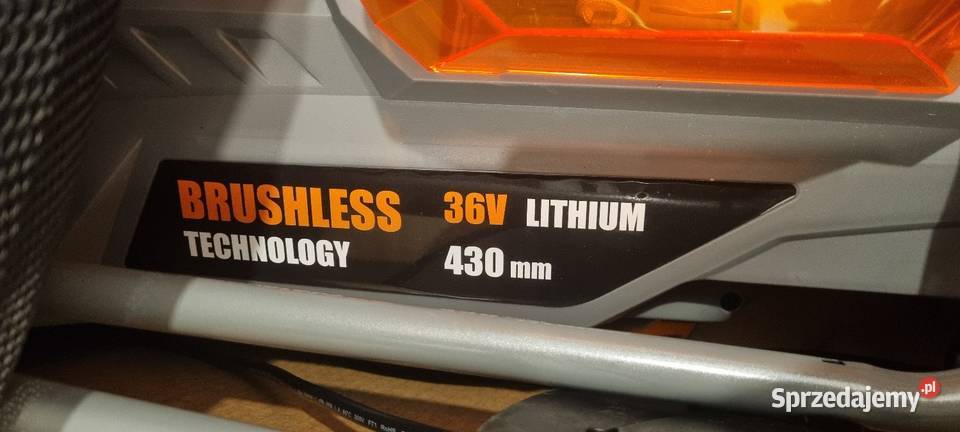 BRUSHLESS
TECHNOLOGY
36V LITHIUM
430 mm
Sprzedajemy.pl